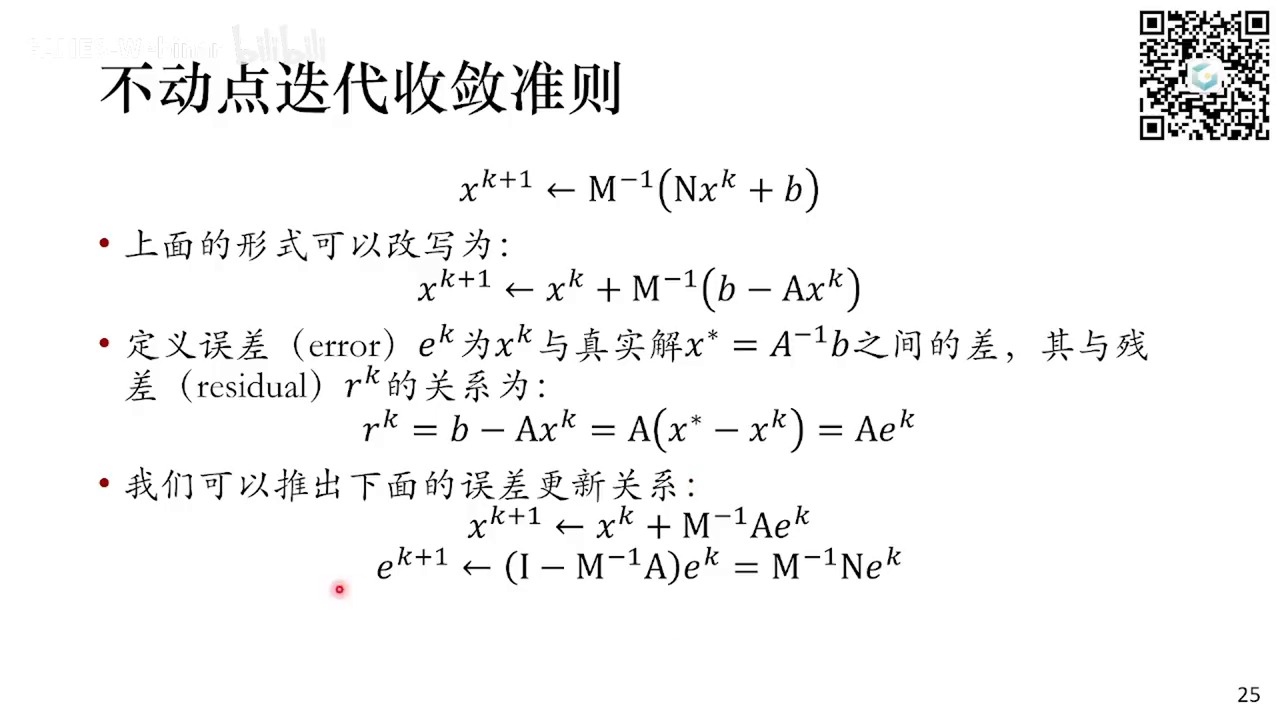 bilibili
不动点迭代收敛准则
x^{k+1} ← M^{−1}(Nx^k + b)
• 上面的形式可以改写为：
x^{k+1} ← x^k + M^{−1}(b − Ax^k)
• 定义误差（error）e^k为x^k与真实解x^* = A^{−1}b之间的差，其与残
差（residual）r^k的关系为：
r^k = b − Ax^k = A(x^* − x^k) = Ae^k
• 我们可以推出下面的误差更新关系：
x^{k+1} ← x^k + M^{−1}Ae^k
e^{k+1} ← (I − M^{−1}A)e^k = M^{−1}Ne^k
25